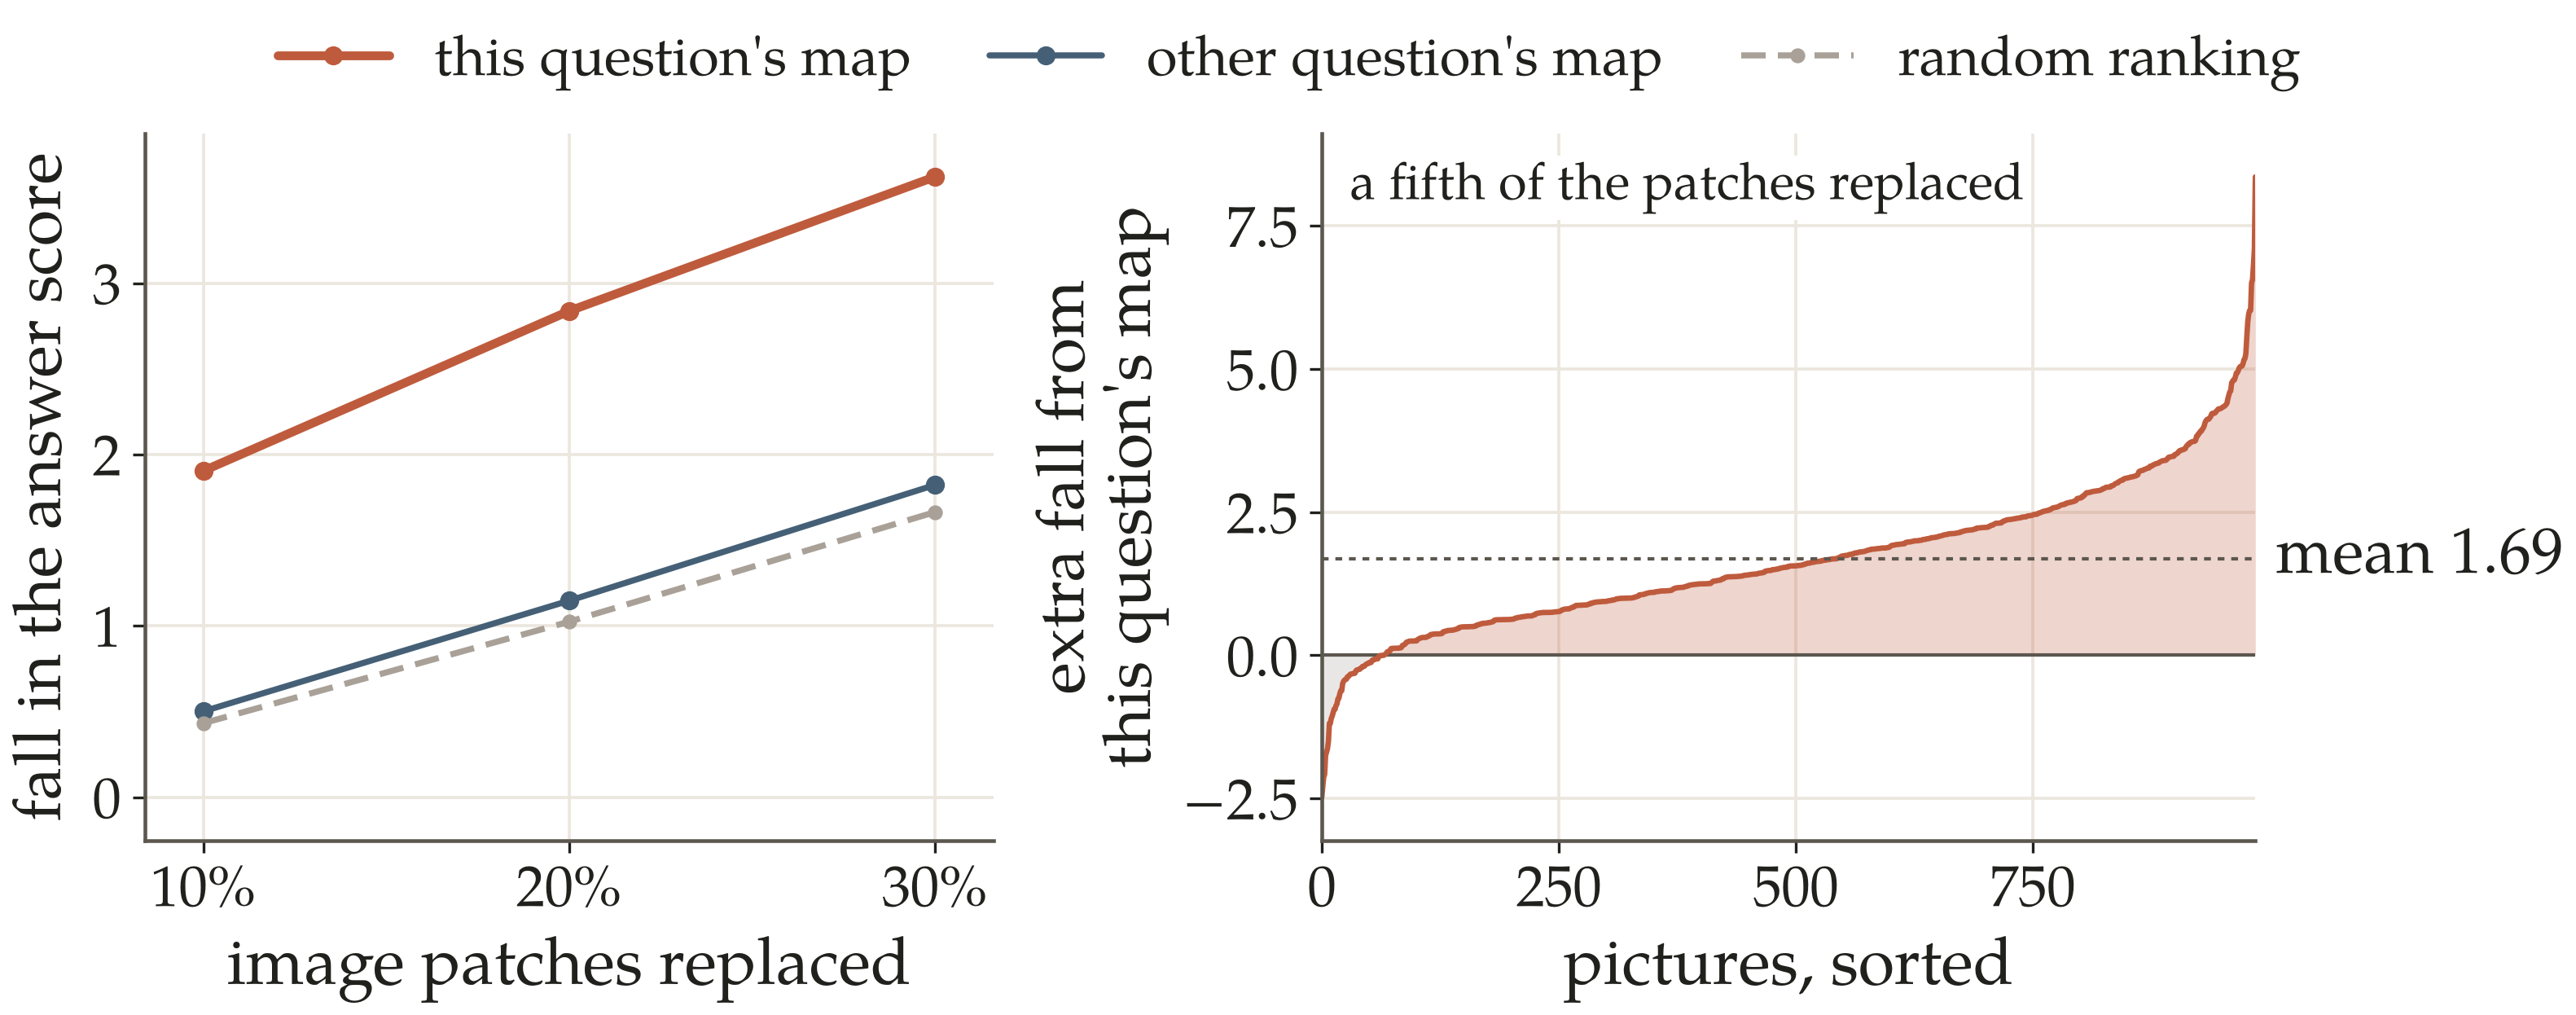 this question's map
other question's map
random ranking
fall in the answer score
3
2
1
0
10%
20%
30%
image patches replaced
extra fall from
this question's map
a fifth of the patches replaced
7.5
5.0
2.5
0.0
−2.5
mean 1.69
0
250
500
750
pictures, sorted